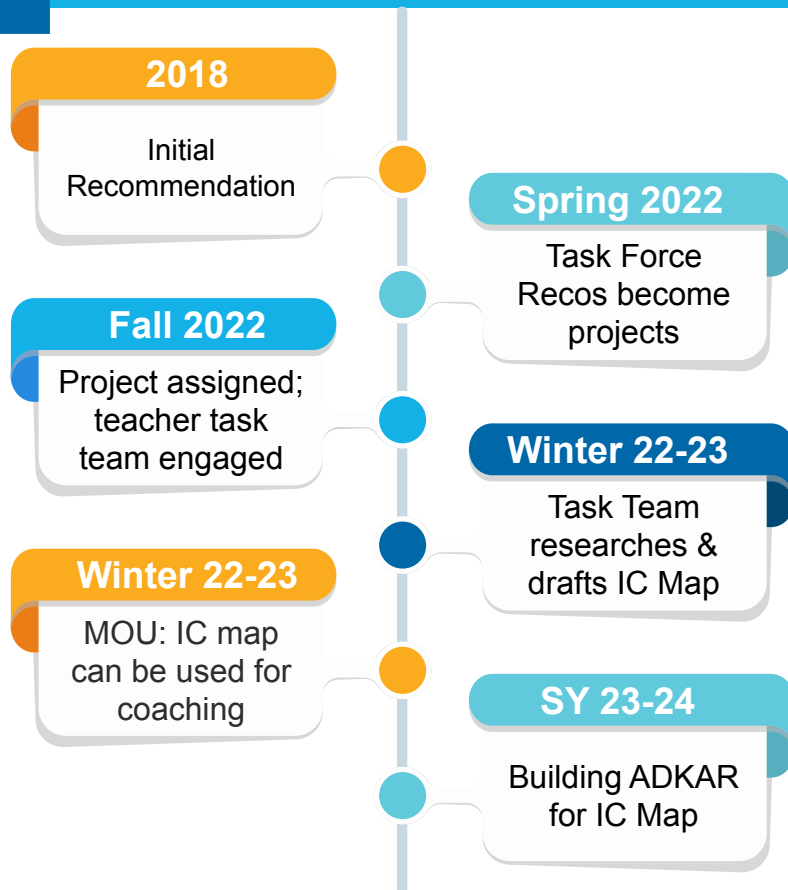 2018
Initial
Recommendation
Spring 2022
Task Force
Recos become
projects
Fall 2022
Project assigned;
teacher task
team engaged
Winter 22-23
Task Team
researches &
drafts IC Map
Winter 22-23
MOU: IC map
can be used for
coaching
SY 23-24
Building ADKAR
for IC Map